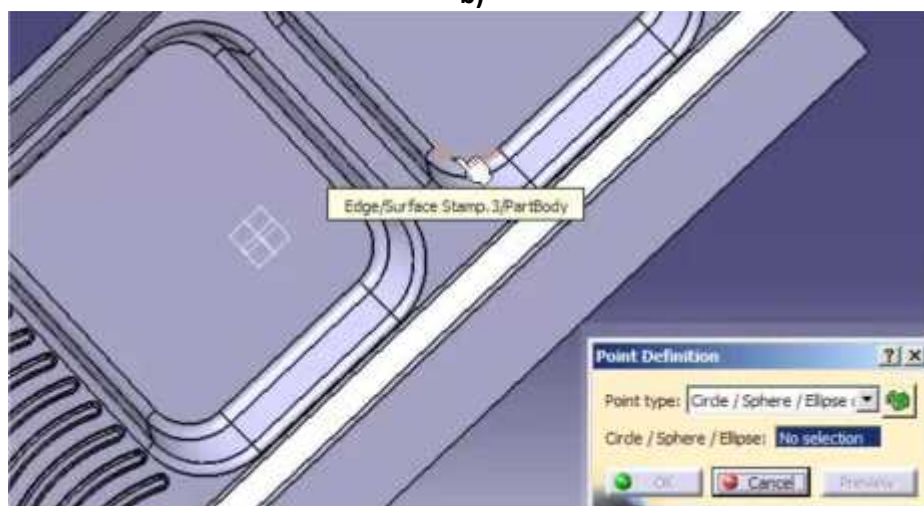 b)
Edge/Surface Stamp.3/PartBody
Point Definition ? X
Point type: Circle / Sphere / Ellipse c
Circle / Sphere / Ellipse: No selection
OK Cancel Preview